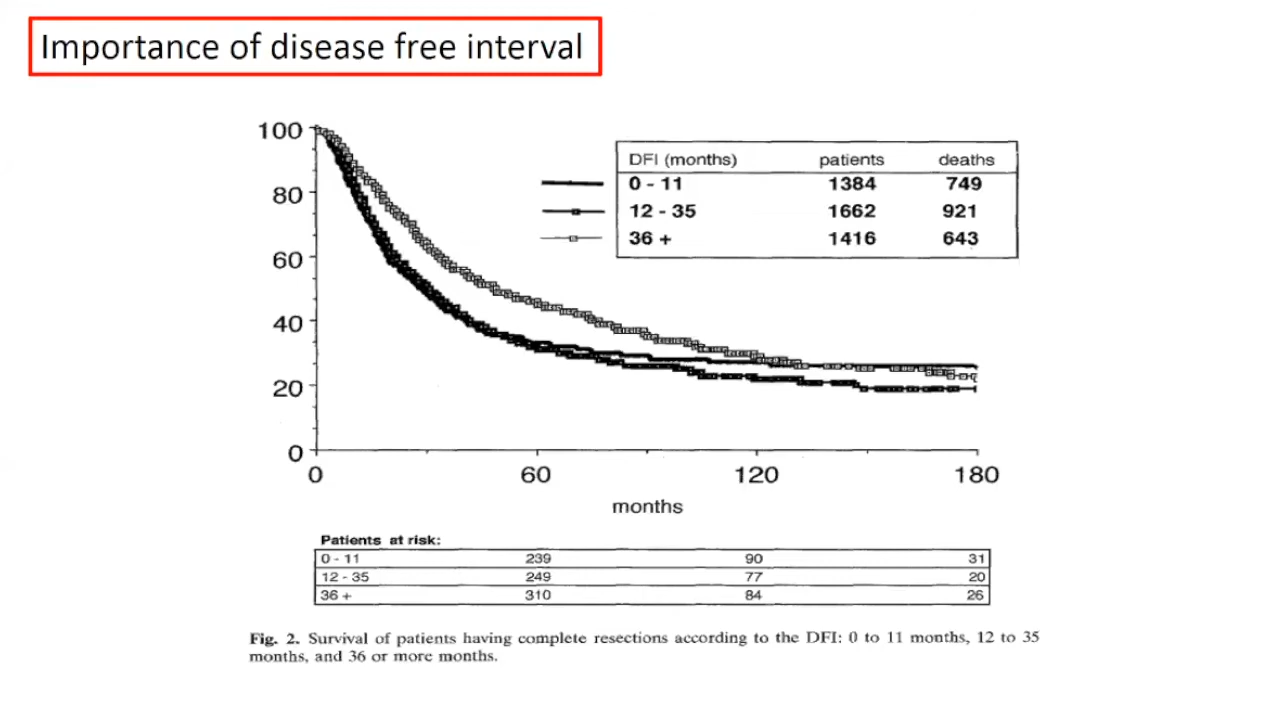 Importance of disease free interval
100
80
60
40
20
0
0 60 120 180
months
DFI (months) patients deaths
0 - 11 1384 749
12 - 35 1662 921
36 + 1416 643
Patients at risk:
0 - 11 239 90 31
12 - 35 249 77 20
36 + 310 84 26
Fig. 2. Survival of patients having complete resections according to the DFI: 0 to 11 months, 12 to 35
months, and 36 or more months.